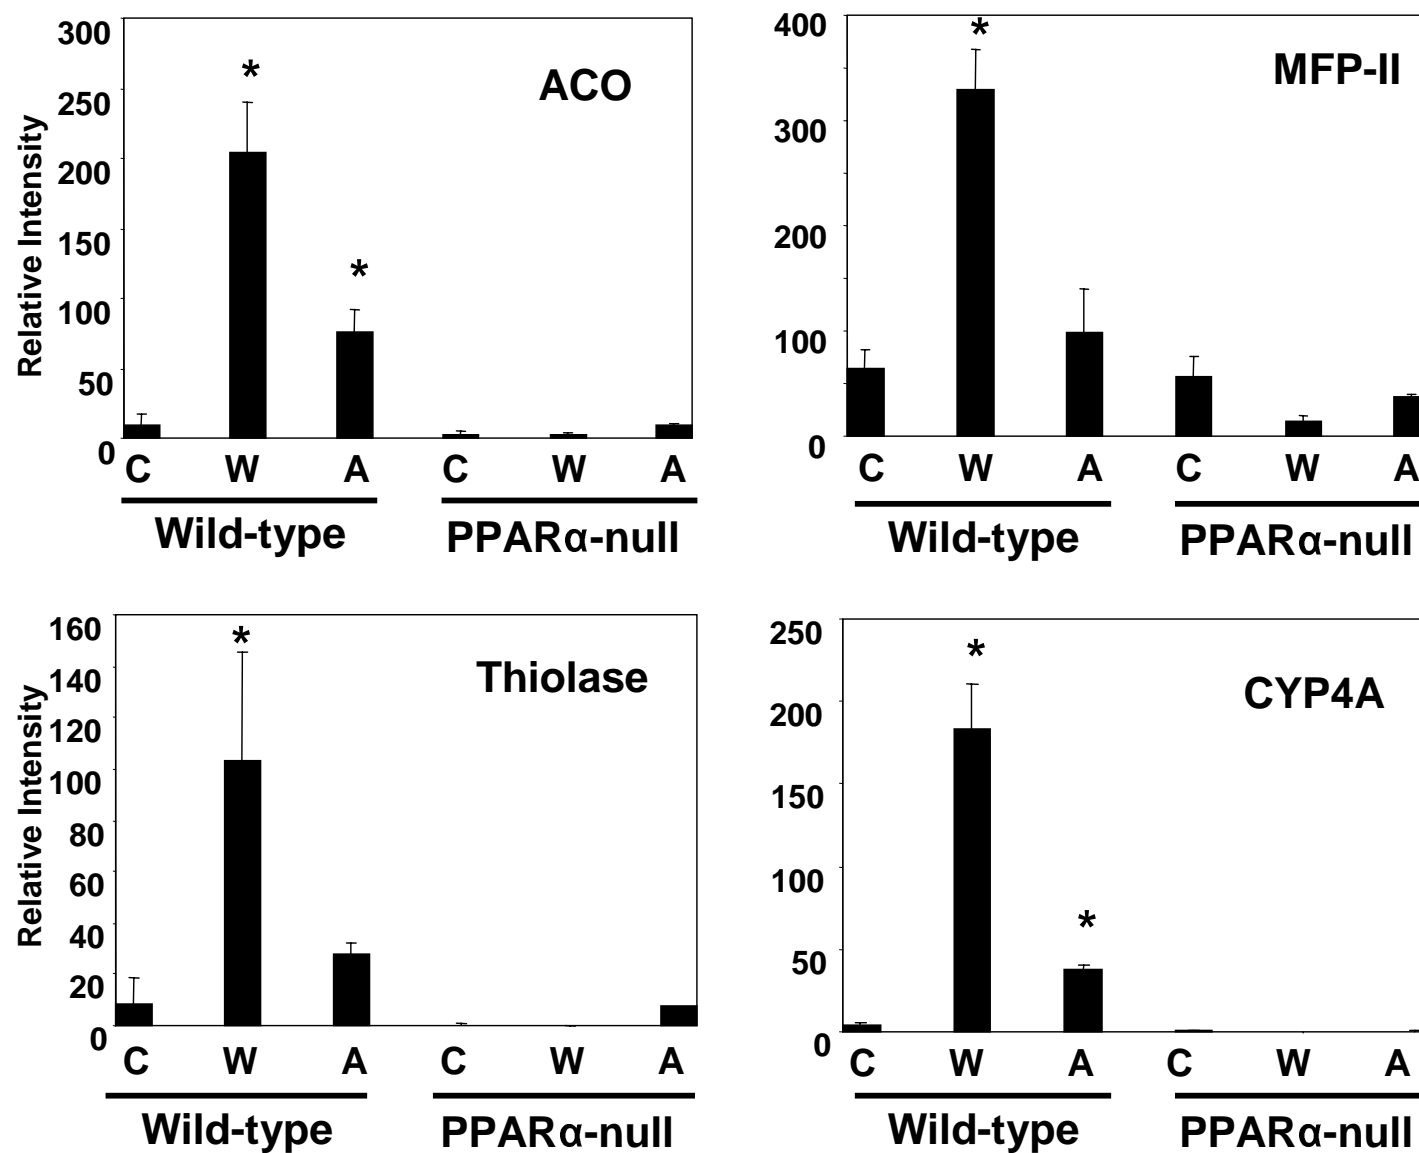 300
250
200
150
100
50
0
Relative Intensity
*
*
ACO
C W A C W A
Wild-type PPARα-null
400
300
200
100
0
*
MFP-II
C W A C W A
Wild-type PPARα-null
160
140
120
100
80
60
40
20
0
Relative Intensity
*
Thiolase
C W A C W A
Wild-type PPARα-null
250
200
150
100
50
0
*
*
CYP4A
C W A C W A
Wild-type PPARα-null